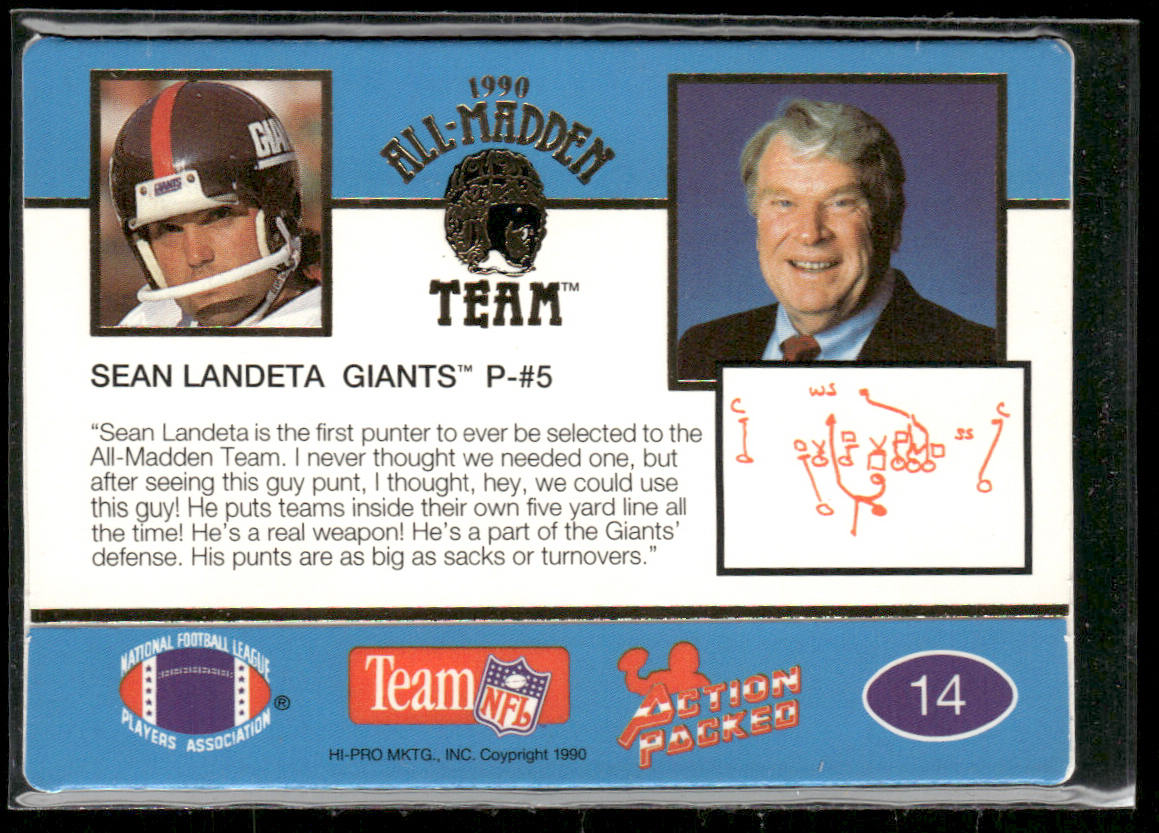 1990
ALL-MADDEN
TEAM™
GIANTS
SEAN LANDETA GIANTS™ P-#5
“Sean Landeta is the first punter to ever be selected to the
All-Madden Team. I never thought we needed one, but
after seeing this guy punt, I thought, hey, we could use
this guy! He puts teams inside their own five yard line all
the time! He's a real weapon! He's a part of the Giants'
defense. His punts are as big as sacks or turnovers.”
WS
C
C
SS
NATIONAL FOOTBALL LEAGUE
PLAYERS ASSOCIATION ®
Team NFL
ACTION
PACKED
14
HI-PRO MKTG., INC. Coypright 1990